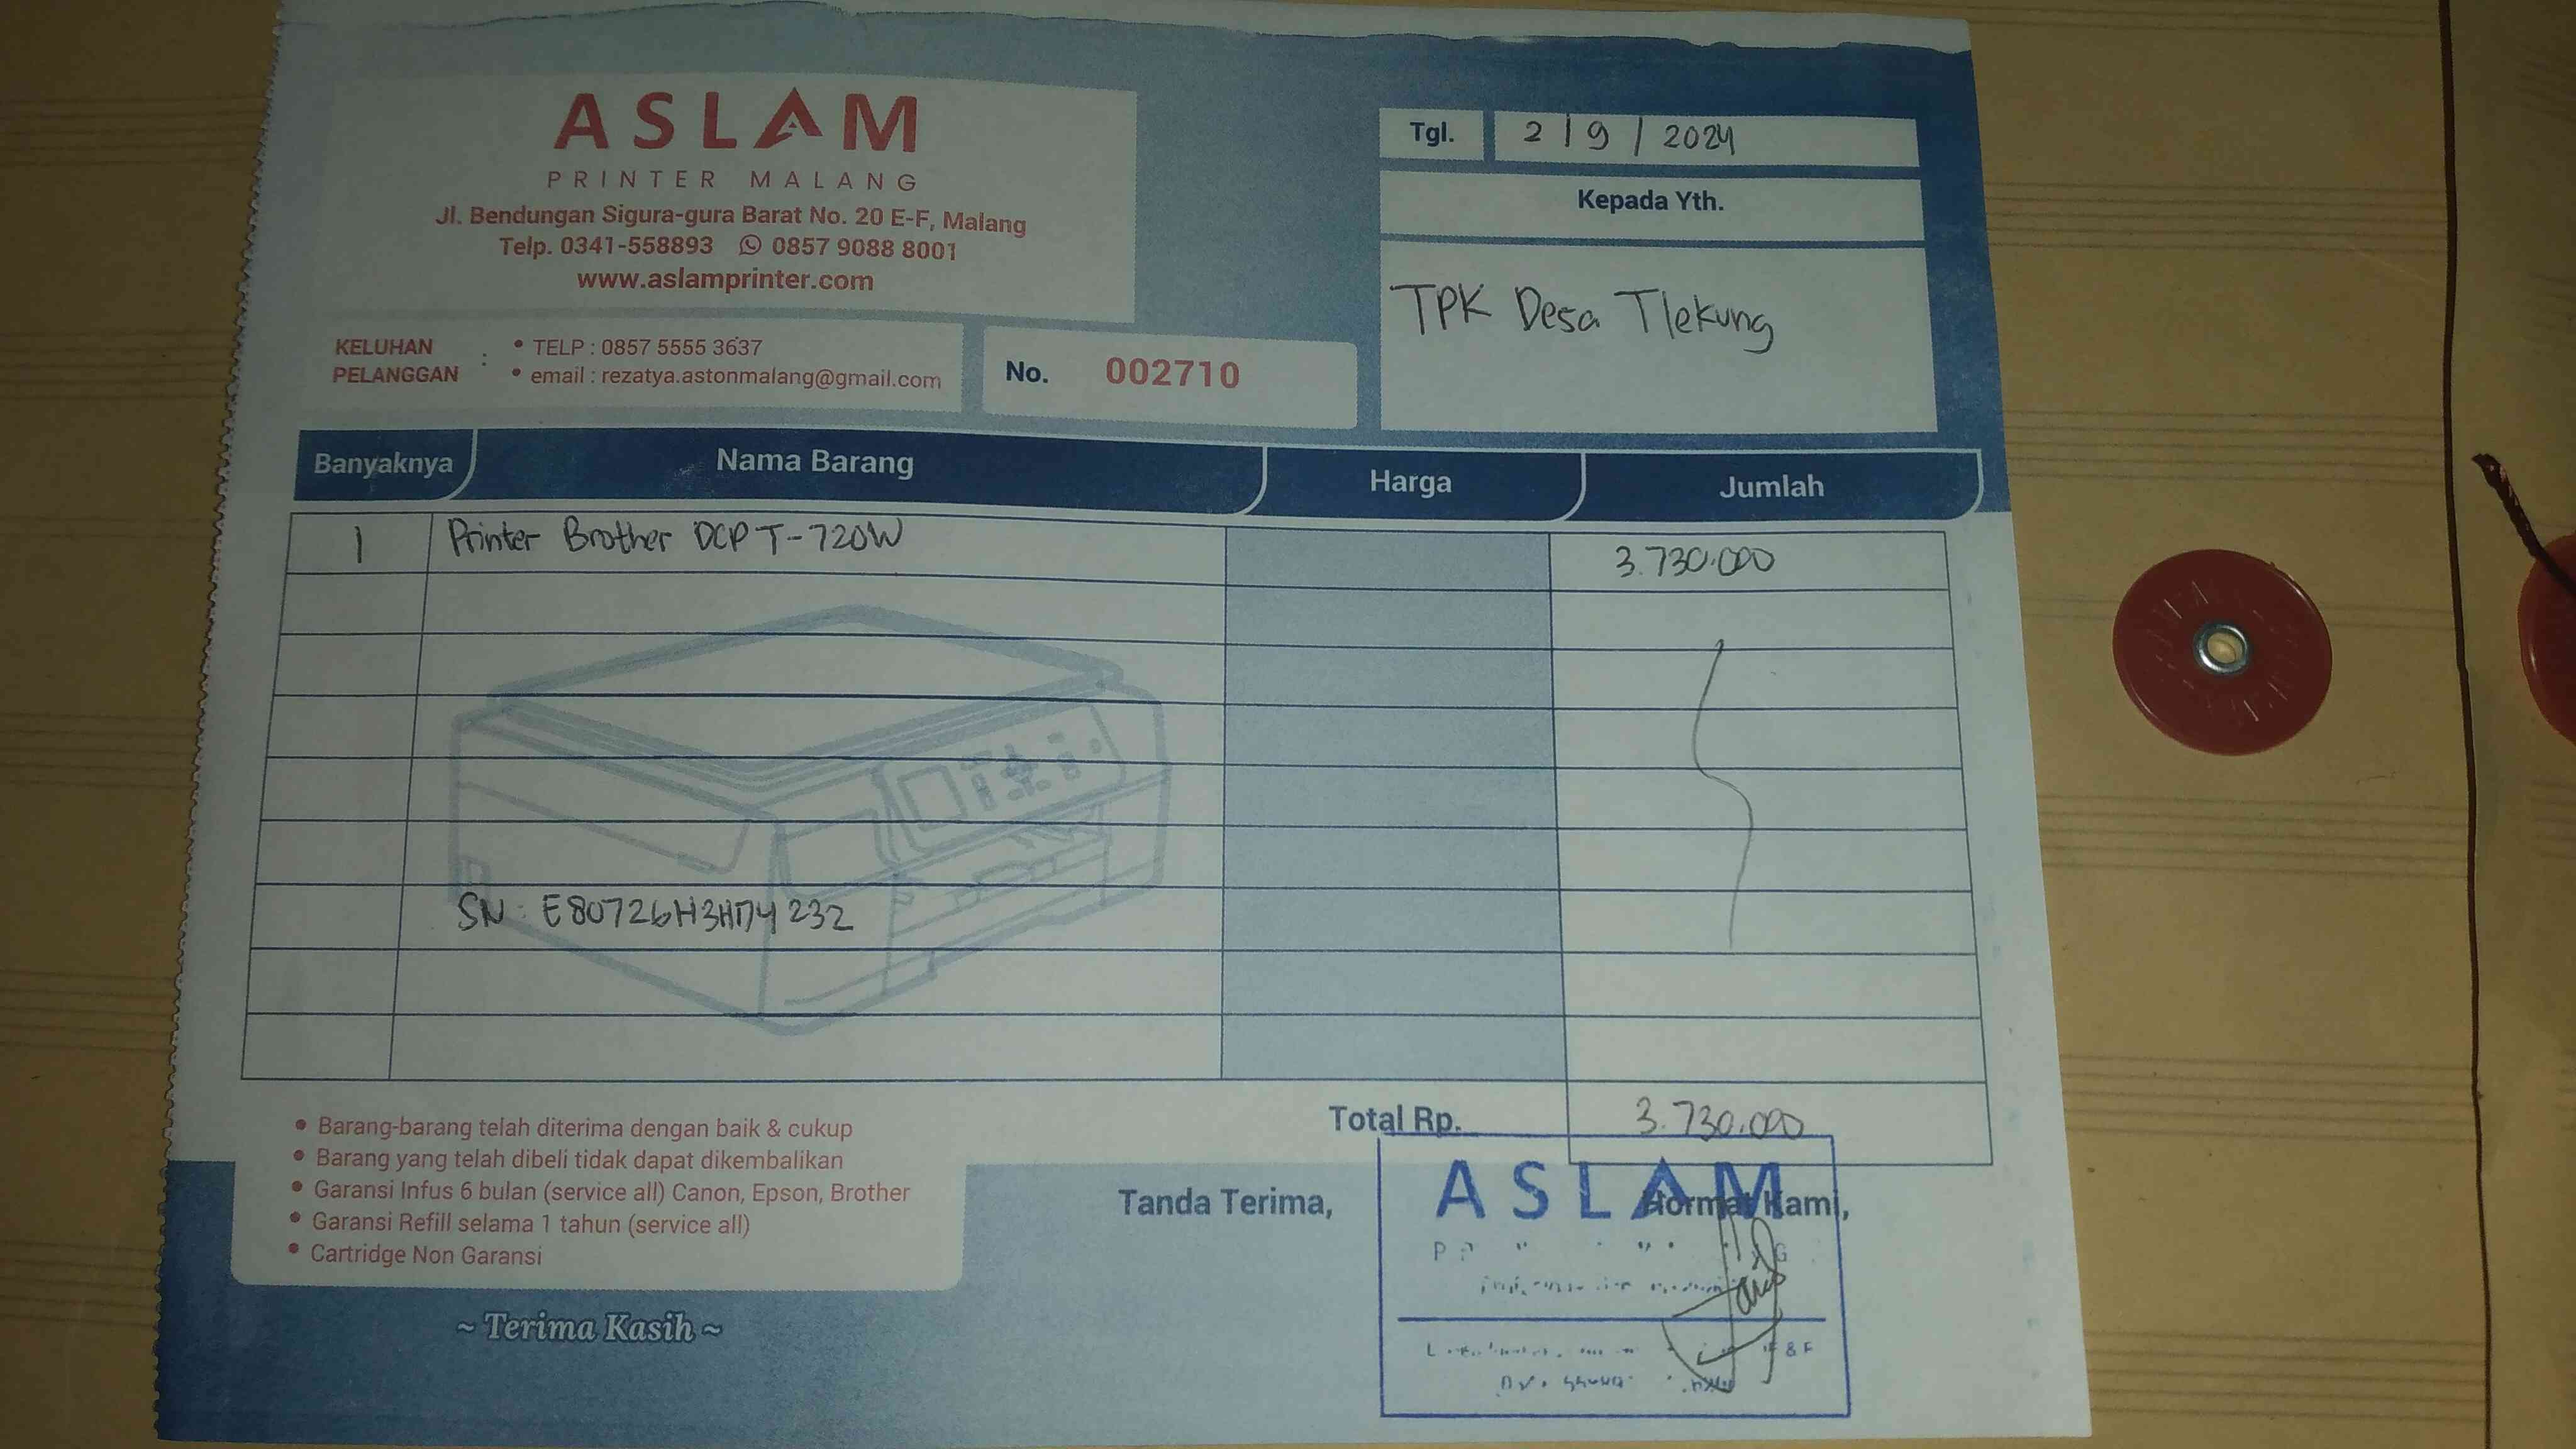 ASLAM
PRINTER MALANG
Jl. Bendungan Sigura-gura Barat No. 20 E-F, Malang
Telp. 0341-558893 0857 9088 8001
www.aslamprinter.com
KELUHAN PELANGGAN :
• TELP : 0857 5555 3637
• email : rezatya.astonmalang@gmail.com
No. 002710
Tgl. 2/9/2024
Kepada Yth.
TPK Desa Tlekung
Banyaknya Nama Barang Harga Jumlah
1 Printer Brother DCP T-720W 3.730.000
SN :
Total Rp. 3.730.000
• Barang-barang telah diterima dengan baik & cukup
• Barang yang telah dibeli tidak dapat dikembalikan
• Garansi Infus 6 bulan (service all) Canon, Epson, Brother
• Garansi Refill selama 1 tahun (service all)
• Cartridge Non Garansi
~ Terima Kasih ~
Tanda Terima,
Hormat Kami,
ASLAM